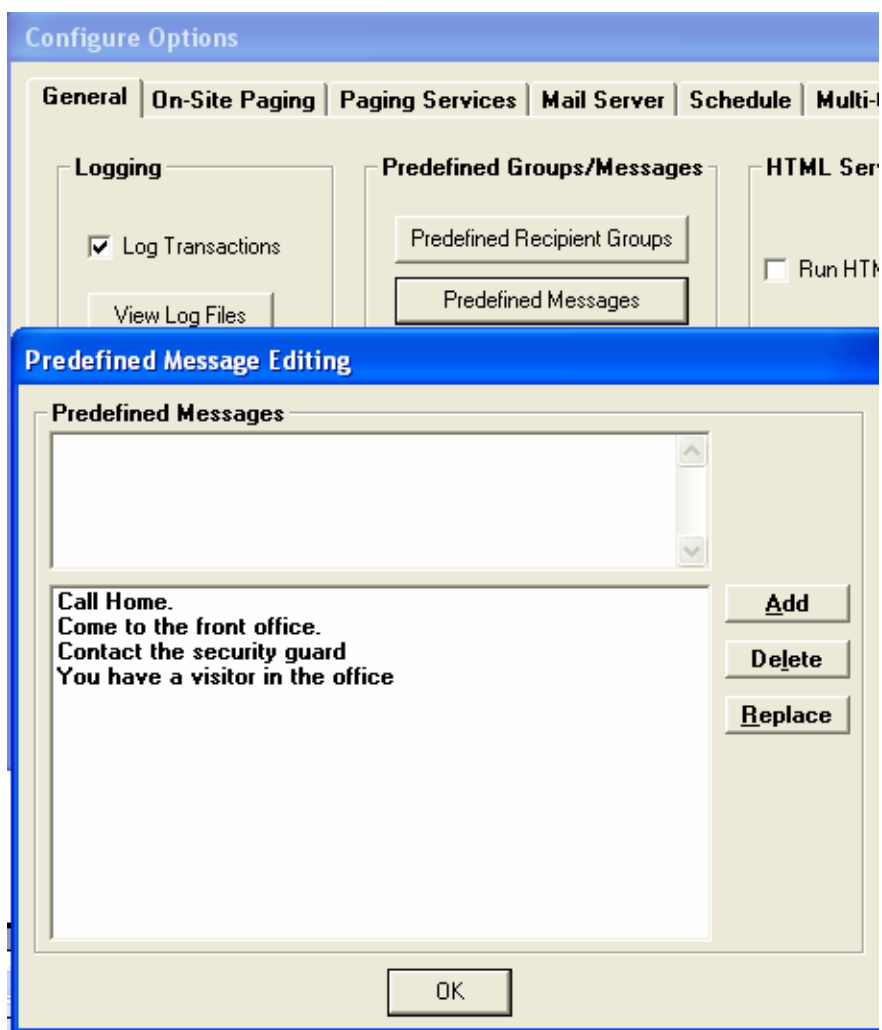 Configure Options
General On-Site Paging Paging Services Mail Server Schedule
Logging Predefined Groups/Messages HTML
Log Transactions Predefined Recipient Groups
Run
View Log Files Predefined Messages
Predefined Message Editing
Predefined Messages
Call Home.
Come to the front office.
Contact the security guard
You have a visitor in the office
Add
Delete
Replace
OK